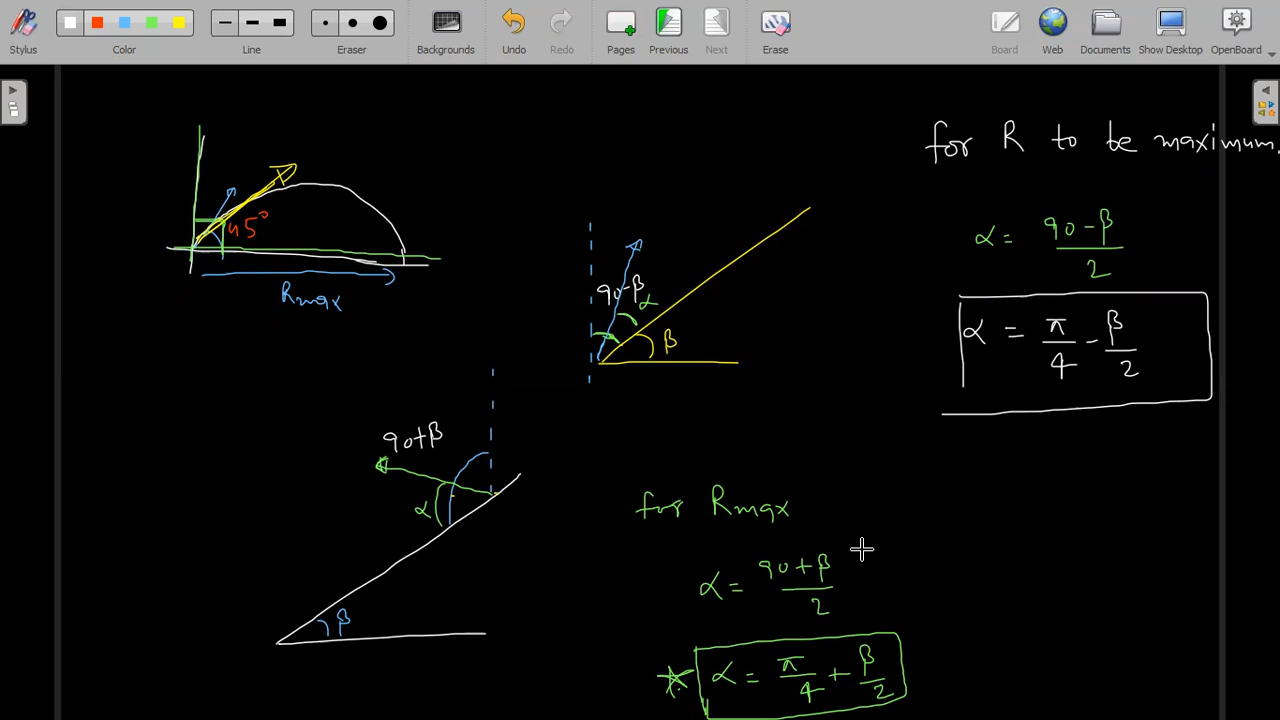 Stylus
Color
Line
Eraser
Backgrounds
Undo
Redo
Pages
Previous
Next
Erase
Board
Web
Documents
Show Desktop
OpenBoard
for R to be maximum.
45°
Rmax
90-β
α
β
α = 90-β/2
α = π/4 - β/2
90+β
α
β
for Rmax
α = 90+β/2
α = π/4 + β/2